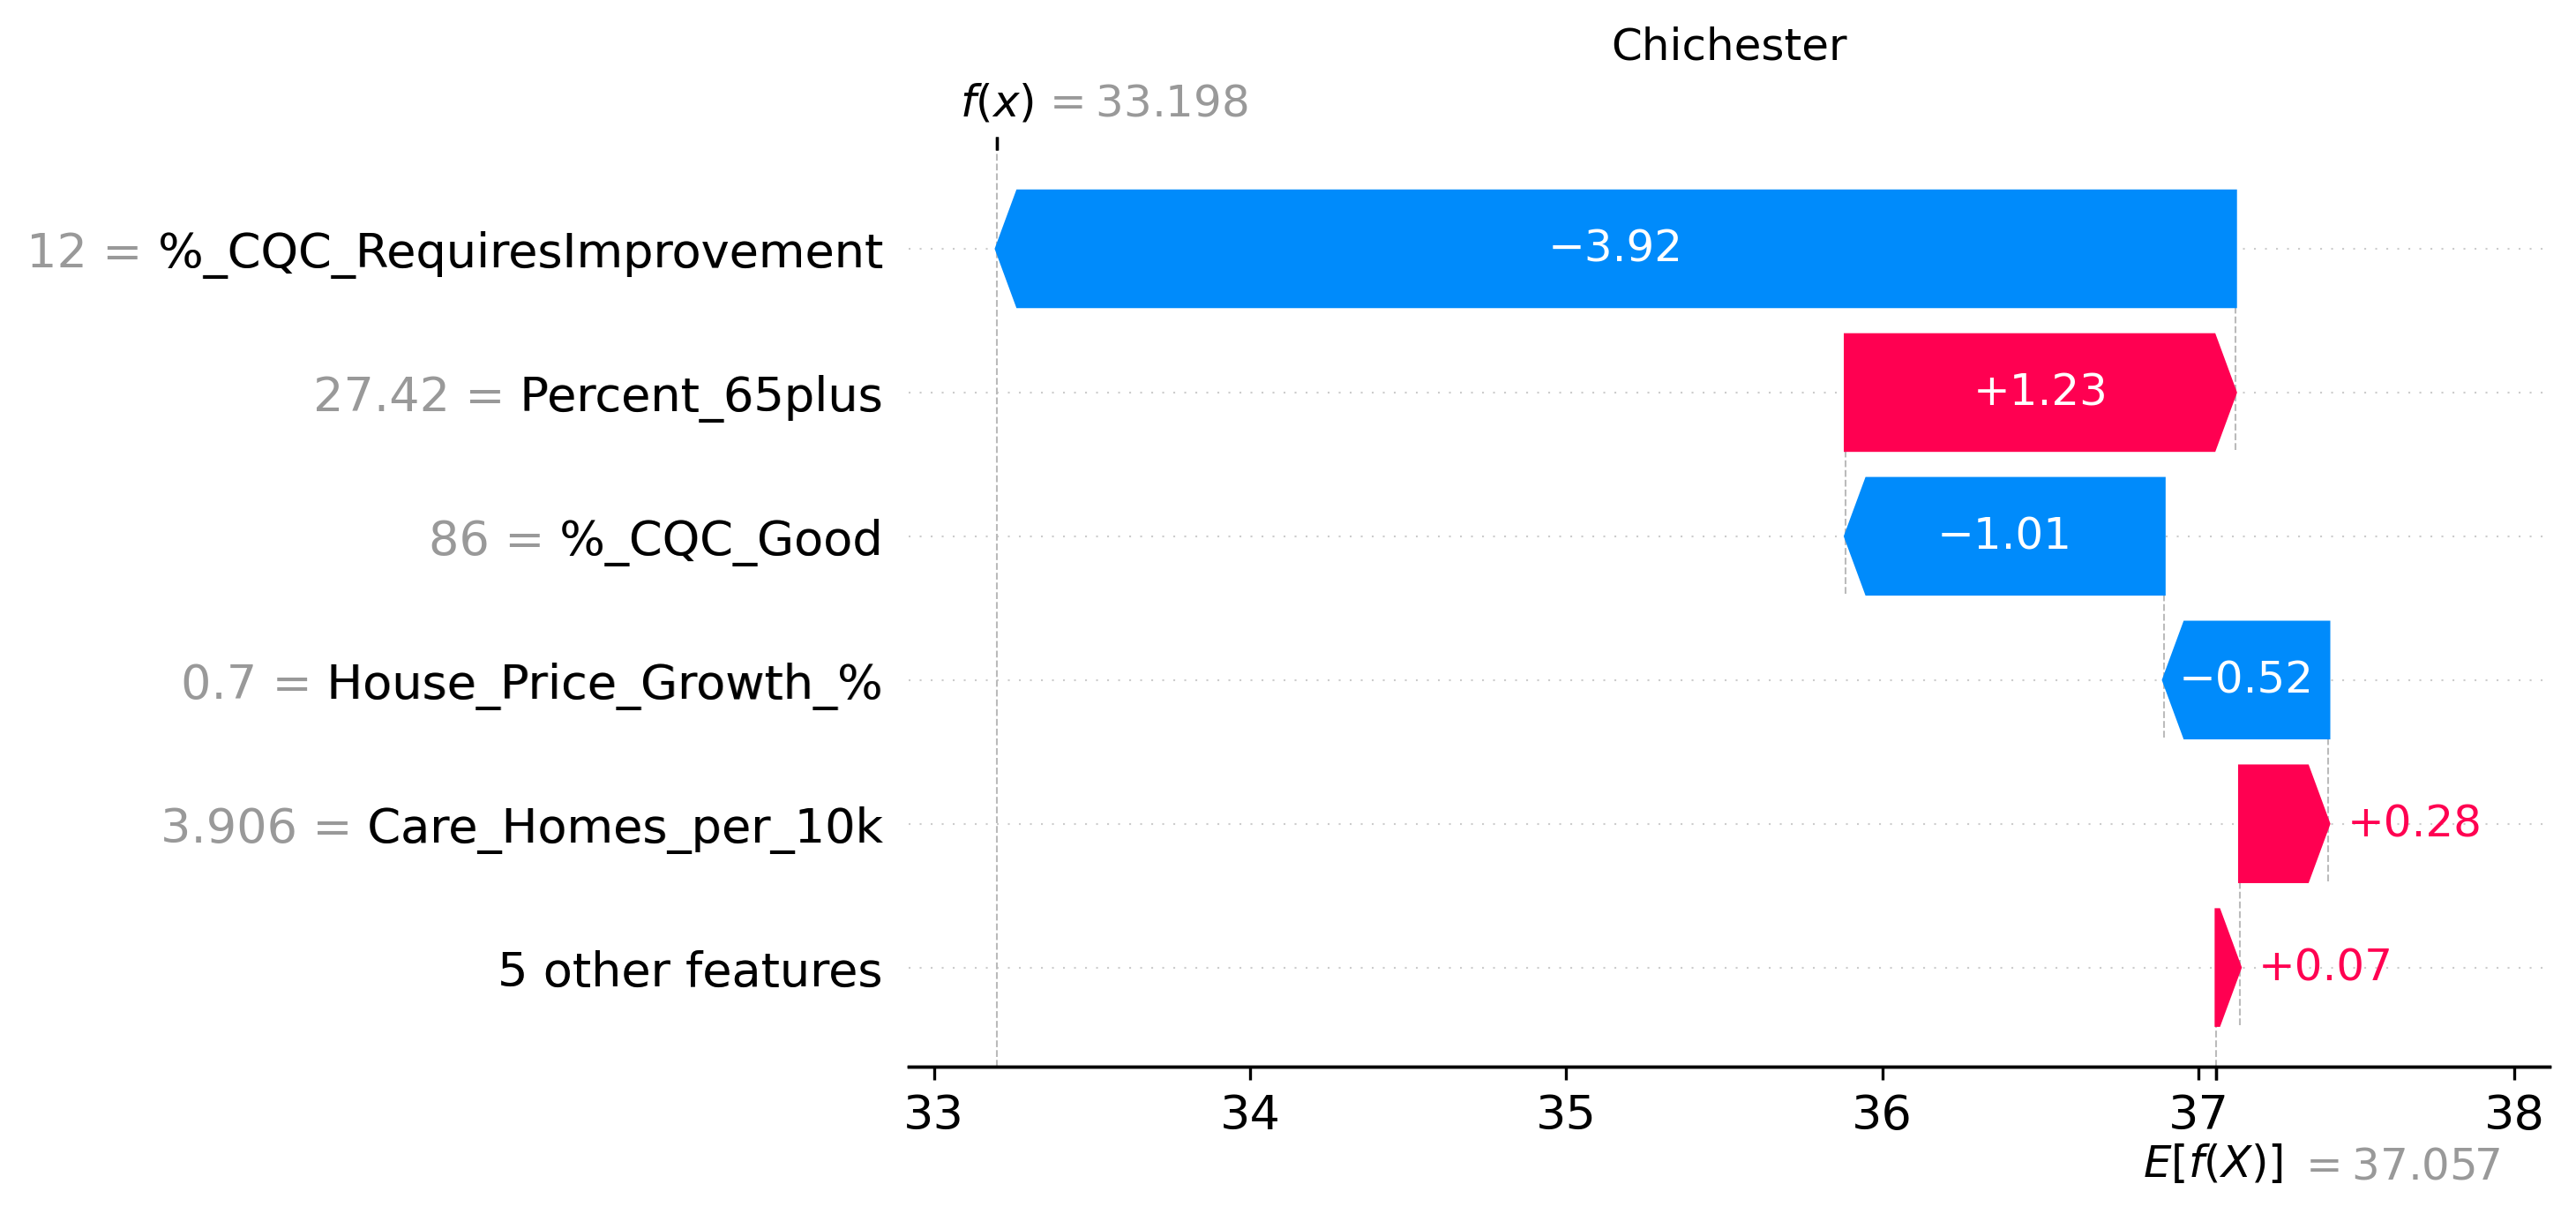 Chichester
f(x) = 33.198
12 = %_CQC_RequiresImprovement
−3.92
27.42 = Percent_65plus
+1.23
86 = %_CQC_Good
−1.01
0.7 = House_Price_Growth_%
−0.52
3.906 = Care_Homes_per_10k
+0.28
5 other features
+0.07
33 34 35 36 37 38
E[f(X)] = 37.057